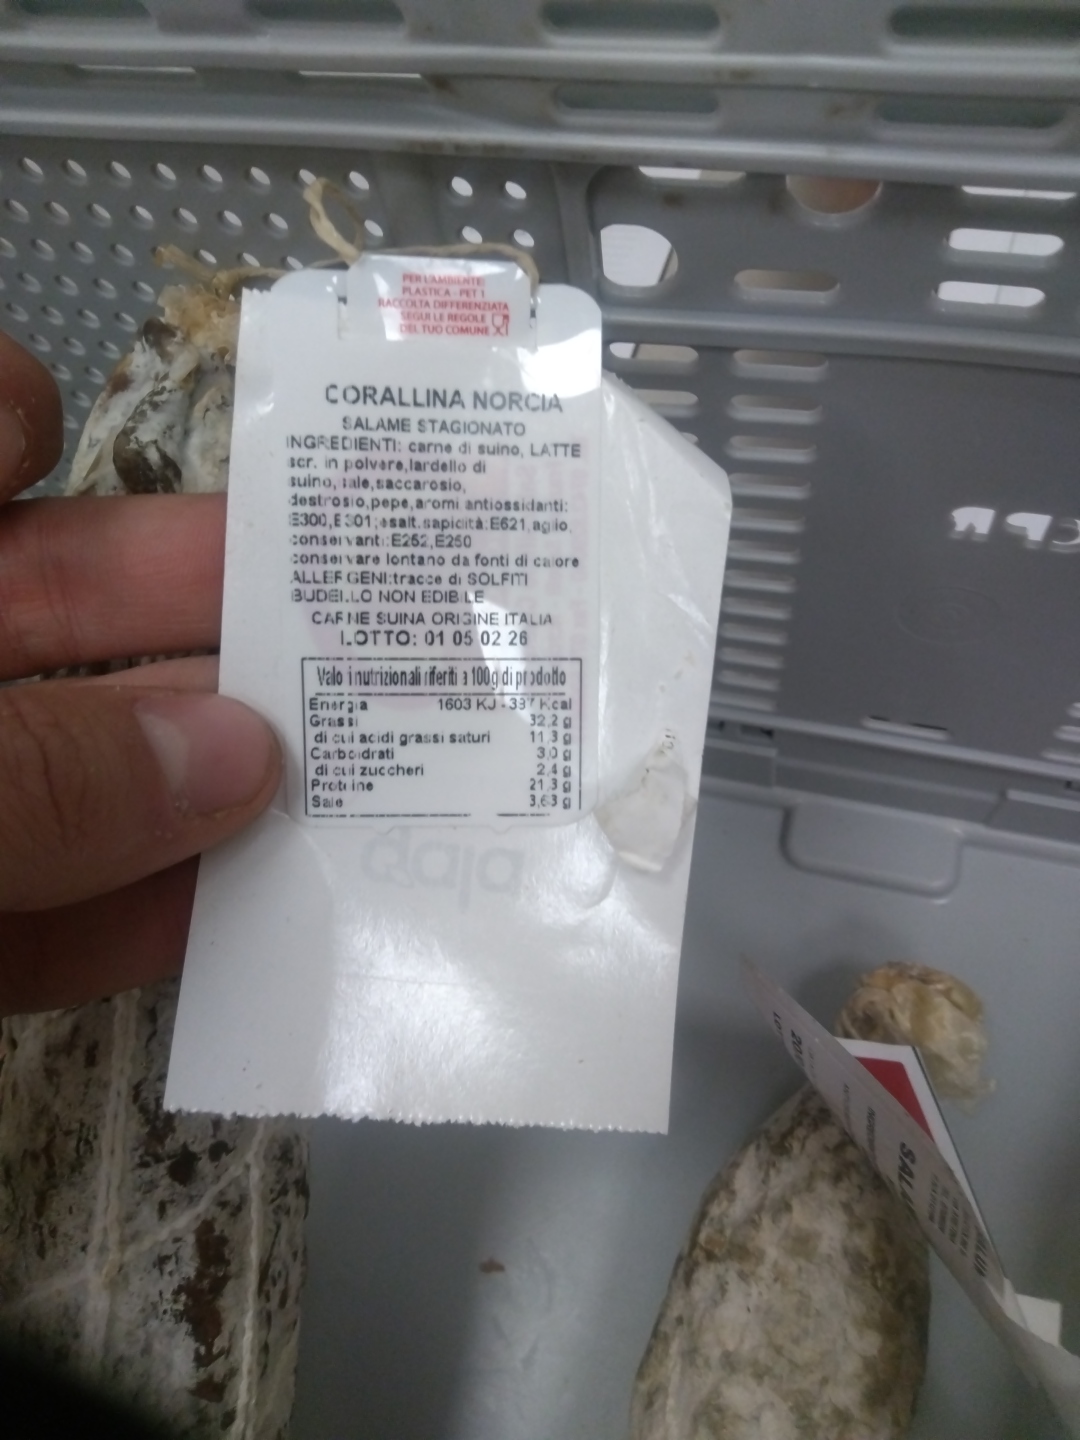 PER L'AMBIENTE:
PLASTICA - PET 1
RACCOLTA DIFFERENZIATA
SEGUI LE REGOLE
DEL TUO COMUNE
CORALLINA NORCIA
SALAME STAGIONATO
INGREDIENTI: carne di suino, LATTE
scr. in polvere,lardello di
suino, sale,saccarosio,
destrosio,pepe,aromi antiossidanti:
E300,E301;esalt.sapicità:E621,aglio,
conservanti:E252,E250
conservare lontano da fonti di calore
ALLERGENI:tracce di SOLFITI
BUDELLO NON EDIBILE
CARNE SUINA ORIGINE ITALIA
LOTTO: 01 05 02 26
Valori nutrizionali riferiti a 100g di prodotto
Energia 1603 KJ - 387 Kcal
Grassi 32,2 g
di cui acidi grassi saturi 11,3 g
Carboidrati 3,0 g
di cui zuccheri 2,4 g
Proteine 21,3 g
Sale 3,63 g